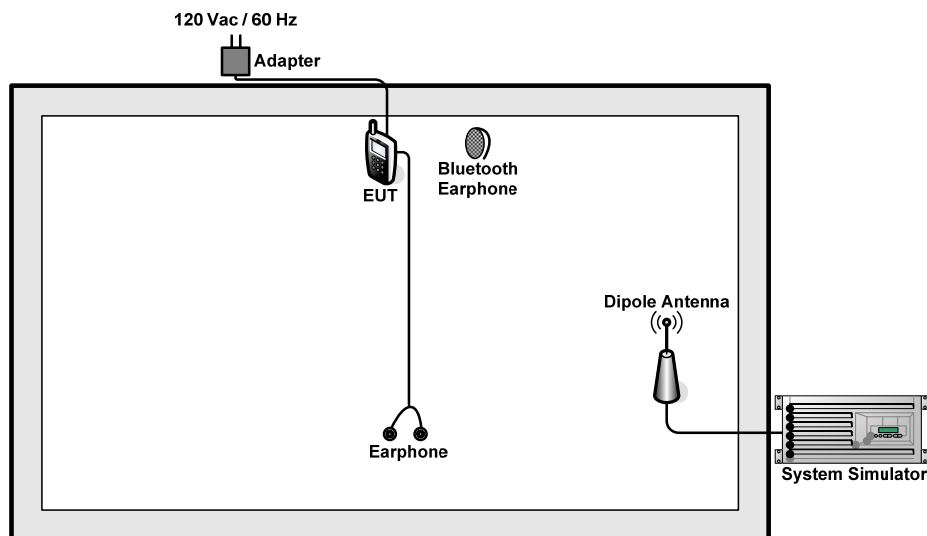 120 Vac / 60 Hz
Adapter
EUT
Bluetooth
Earphone
Dipole Antenna
Earphone
System Simulator